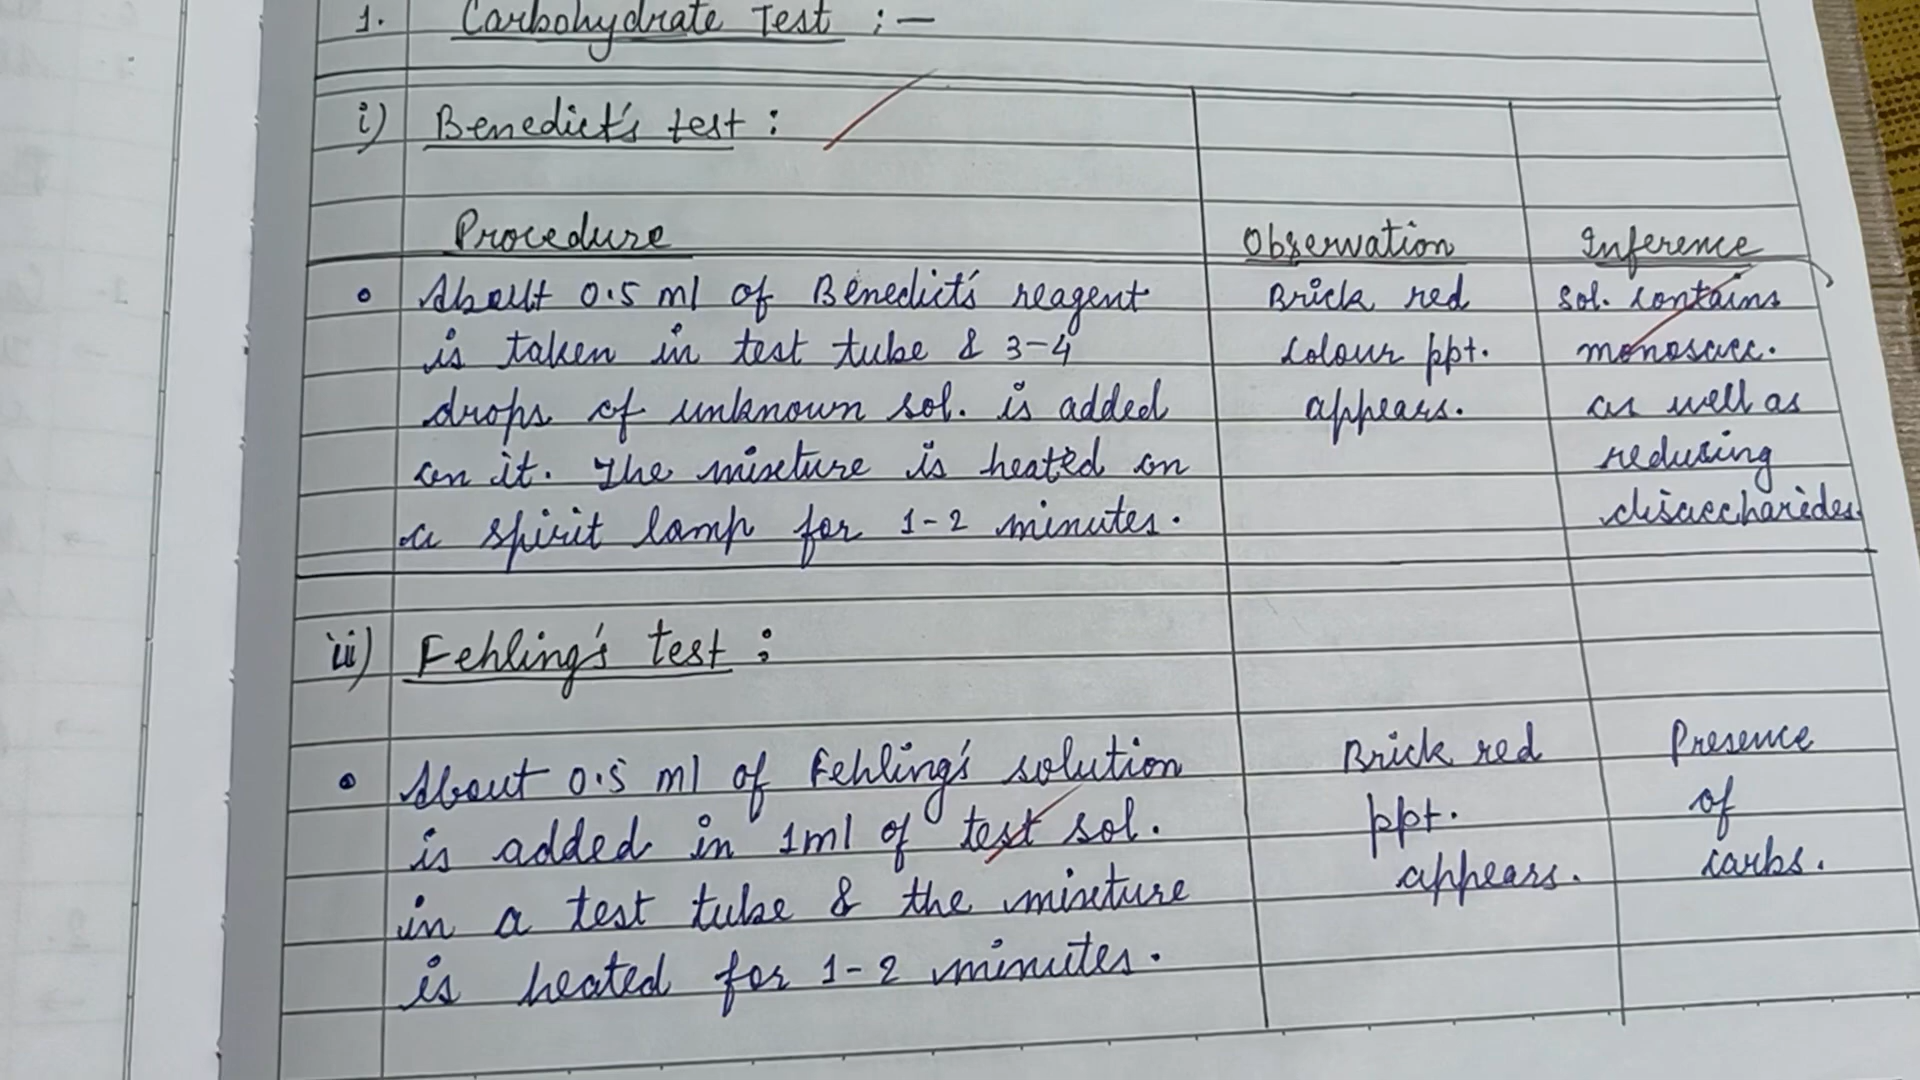 1. Carbohydrate Test :-
i) Benedict's test :
Procedure
Observation
Inference
• About 0.5 ml of Benedict's reagent
is taken in test tube & 3-4
drops of unknown sol. is added
on it. The mixture is heated on
a spirit lamp for 1-2 minutes.
Brick red
colour ppt.
appears.
Sol. contains
monosacc.
as well as
reducing
disaccharides.
ii) Fehling's test :
• About 0.5 ml of Fehling's solution
is added in 1ml of test sol.
in a test tube & the mixture
is heated for 1-2 minutes.
Brick red
ppt.
appears.
Presence
of
carbs.